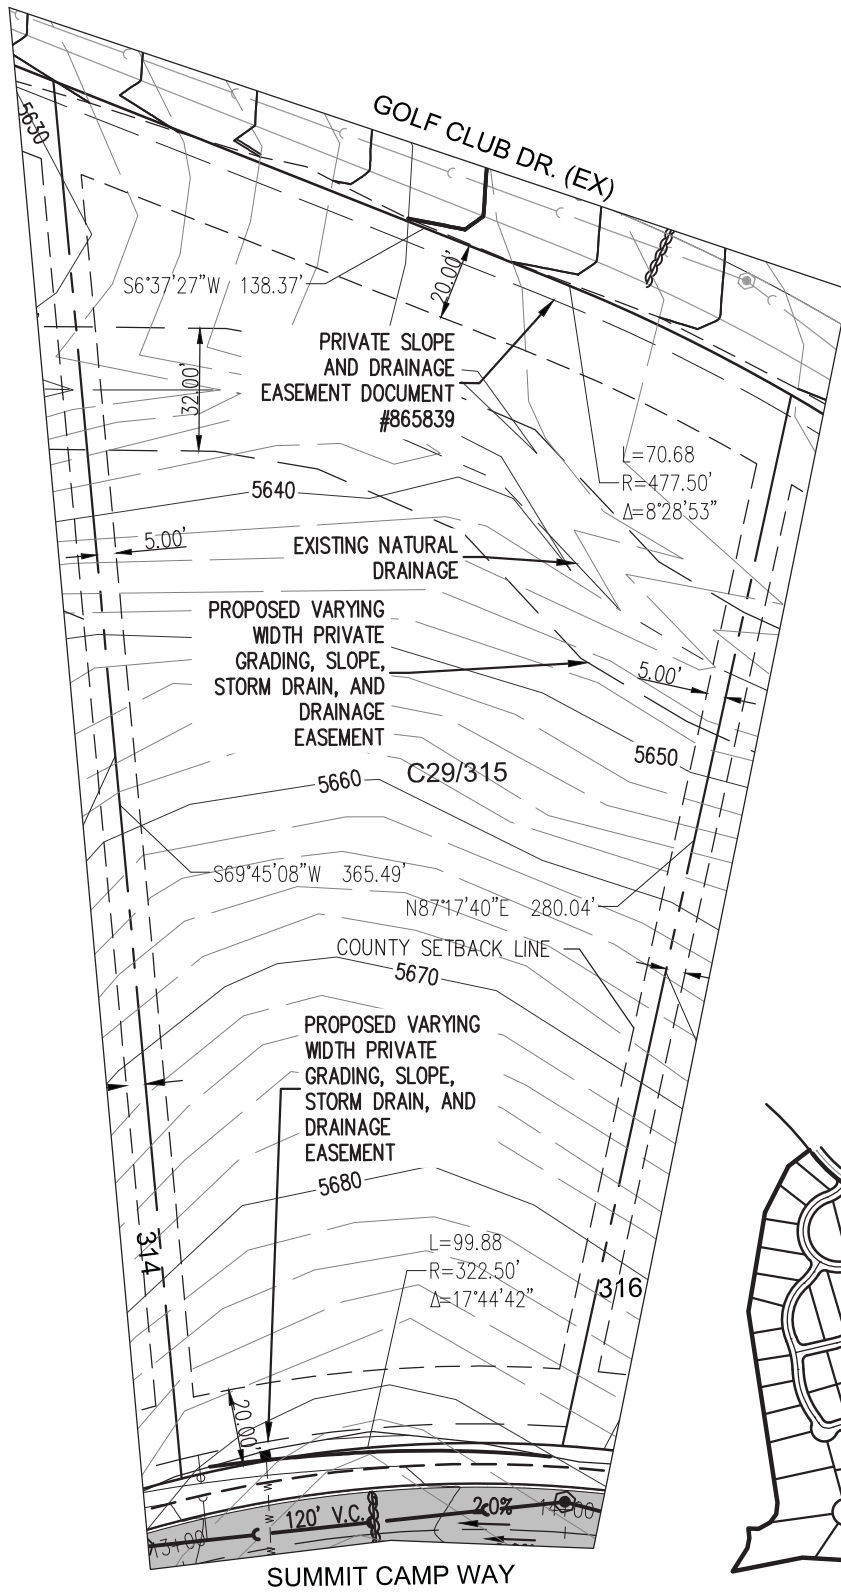 GOLF CLUB DR. (EX)
5630
S6°37'27"W 138.37'
20.00'
PRIVATE SLOPE
AND DRAINAGE
EASEMENT DOCUMENT
#865839
32.00'
L=70.68
R=477.50'
Δ=8°28'53"
5640
5.00'
EXISTING NATURAL
DRAINAGE
PROPOSED VARYING
WIDTH PRIVATE
GRADING, SLOPE,
STORM DRAIN, AND
DRAINAGE
EASEMENT
5.00'
5650
5660
C29/315
S69°45'08"W 365.49'
N87°17'40"E 280.04'
COUNTY SETBACK LINE
5670
PROPOSED VARYING
WIDTH PRIVATE
GRADING, SLOPE,
STORM DRAIN, AND
DRAINAGE
EASEMENT
5680
314
L=99.88
R=322.50'
Δ=17°44'42"
316
20.00'
W
W
W
120' V.C.
2.0%
14+00
13+00
SUMMIT CAMP WAY